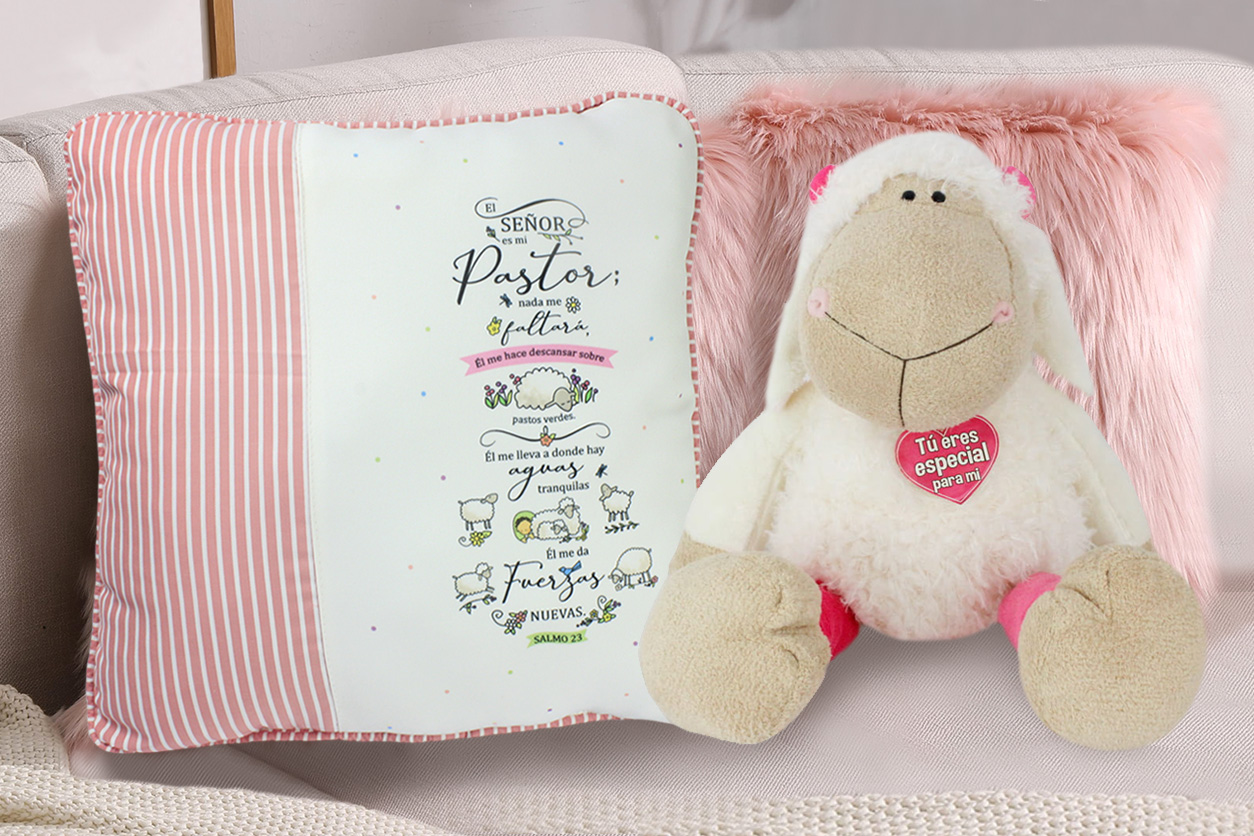 El
SEÑOR
es mi
Pastor;
nada me
faltará,
Él me hace descansar sobre
pastos verdes.
Él me lleva a donde hay
aguas
tranquilas
Él me da
Fuerzas
NUEVAS.
SALMO 23
Tú eres
especial
para mi